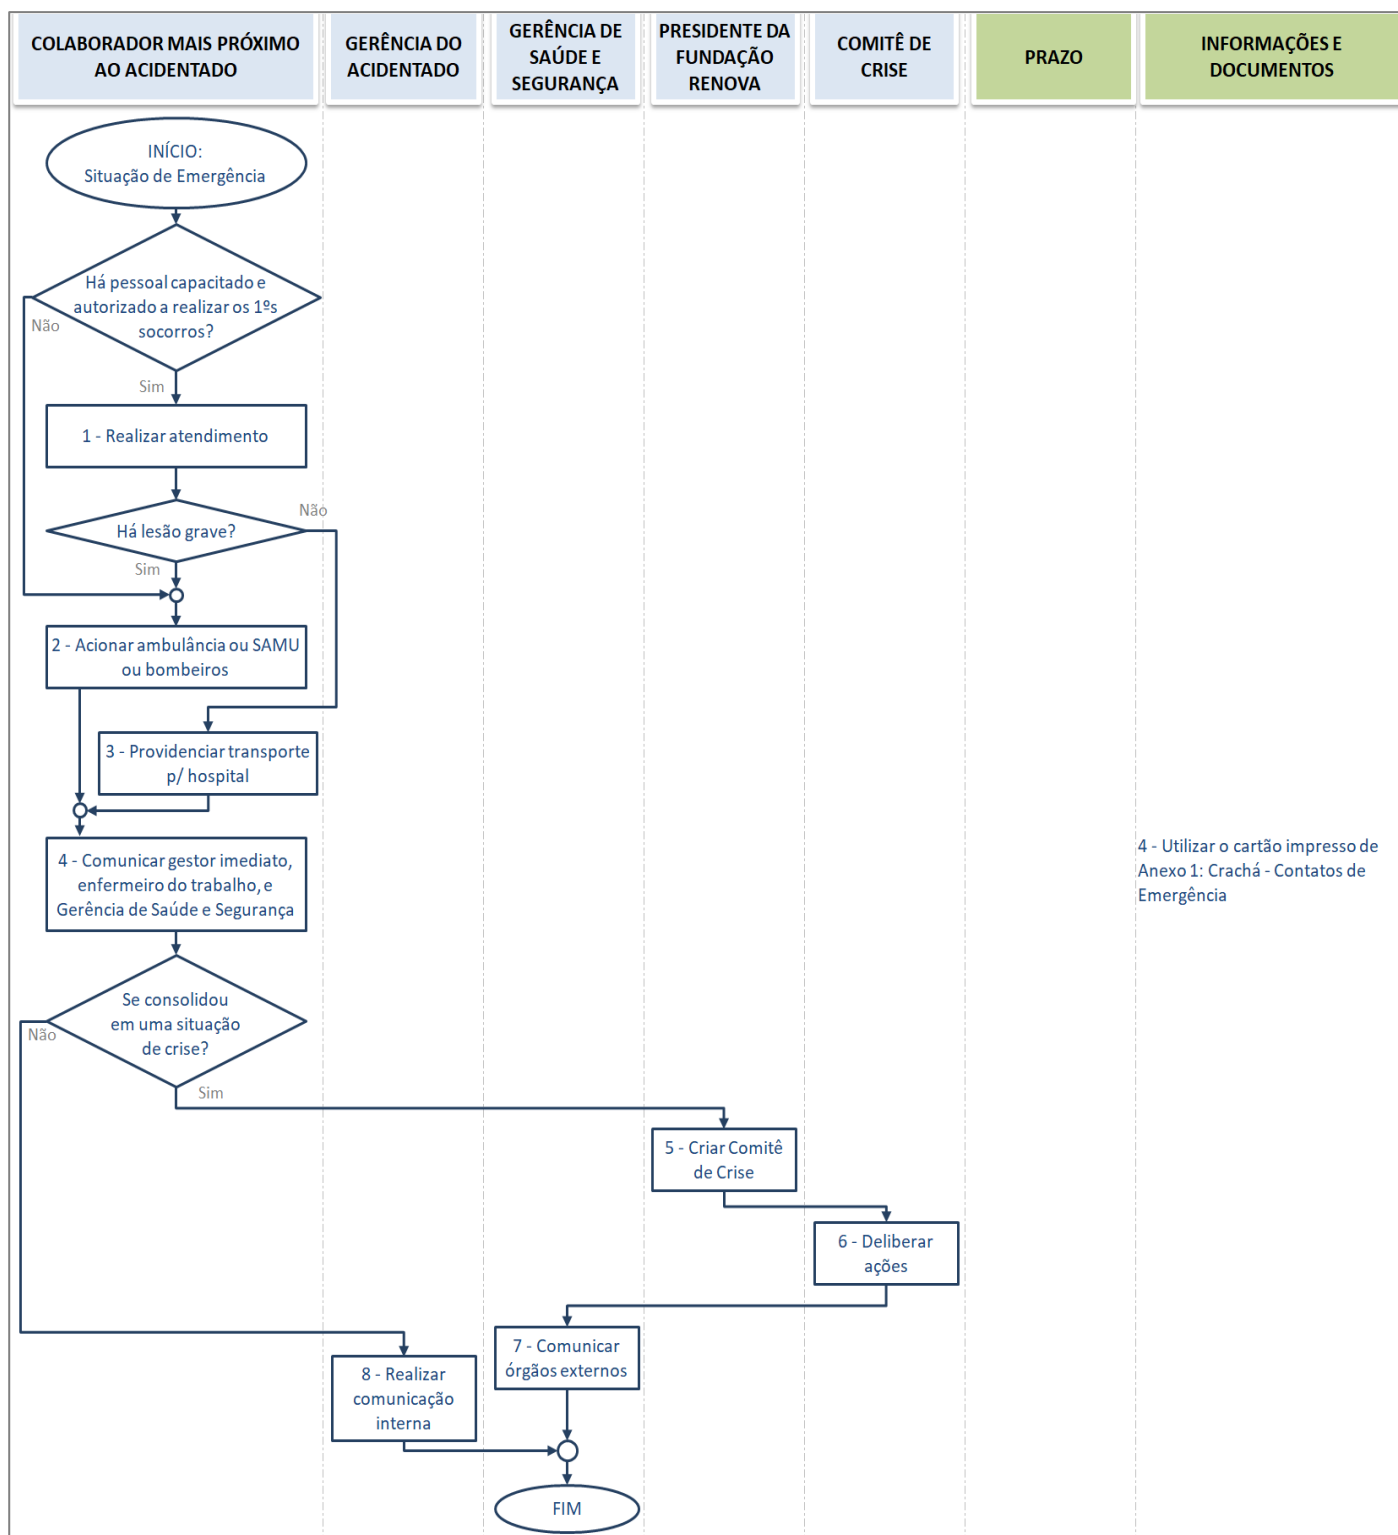 COLABORADOR MAIS PRÓXIMO
AO ACIDENTADO
GERÊNCIA DO
ACIDENTADO
GERÊNCIA DE
SAÚDE E
SEGURANÇA
PRESIDENTE DA
FUNDAÇÃO
RENOVA
COMITÊ DE
CRISE
PRAZO
INFORMAÇÕES E
DOCUMENTOS
INÍCIO:
Situação de Emergência
Há pessoal capacitado e
autorizado a realizar os 1ºs
socorros?
Não
Sim
1 - Realizar atendimento
Há lesão grave?
Não
Sim
2 - Acionar ambulância ou SAMU
ou bombeiros
3 - Providenciar transporte
p/ hospital
4 - Comunicar gestor imediato,
enfermeiro do trabalho, e
Gerência de Saúde e Segurança
4 - Utilizar o cartão impresso de
Anexo 1: Crachá - Contatos de
Emergência
Se consolidou
em uma situação
de crise?
Não
Sim
5 - Criar Comitê
de Crise
6 - Deliberar
ações
7 - Comunicar
órgãos externos
8 - Realizar
comunicação
interna
FIM